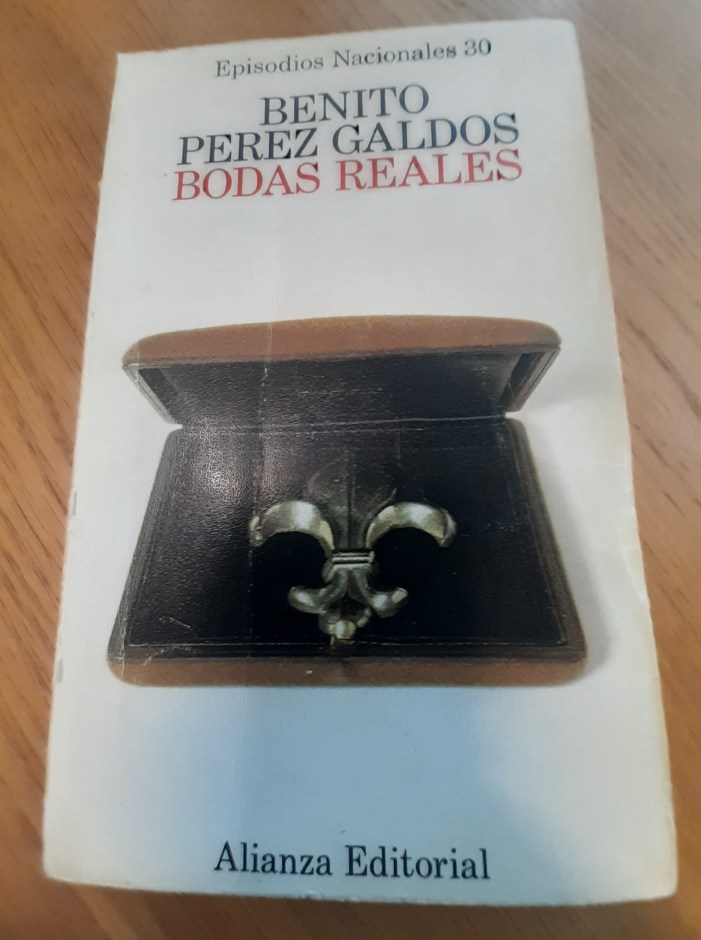 Episodios Nacionales 30
BENITO
PEREZ GALDOS
BODAS REALES
Alianza Editorial